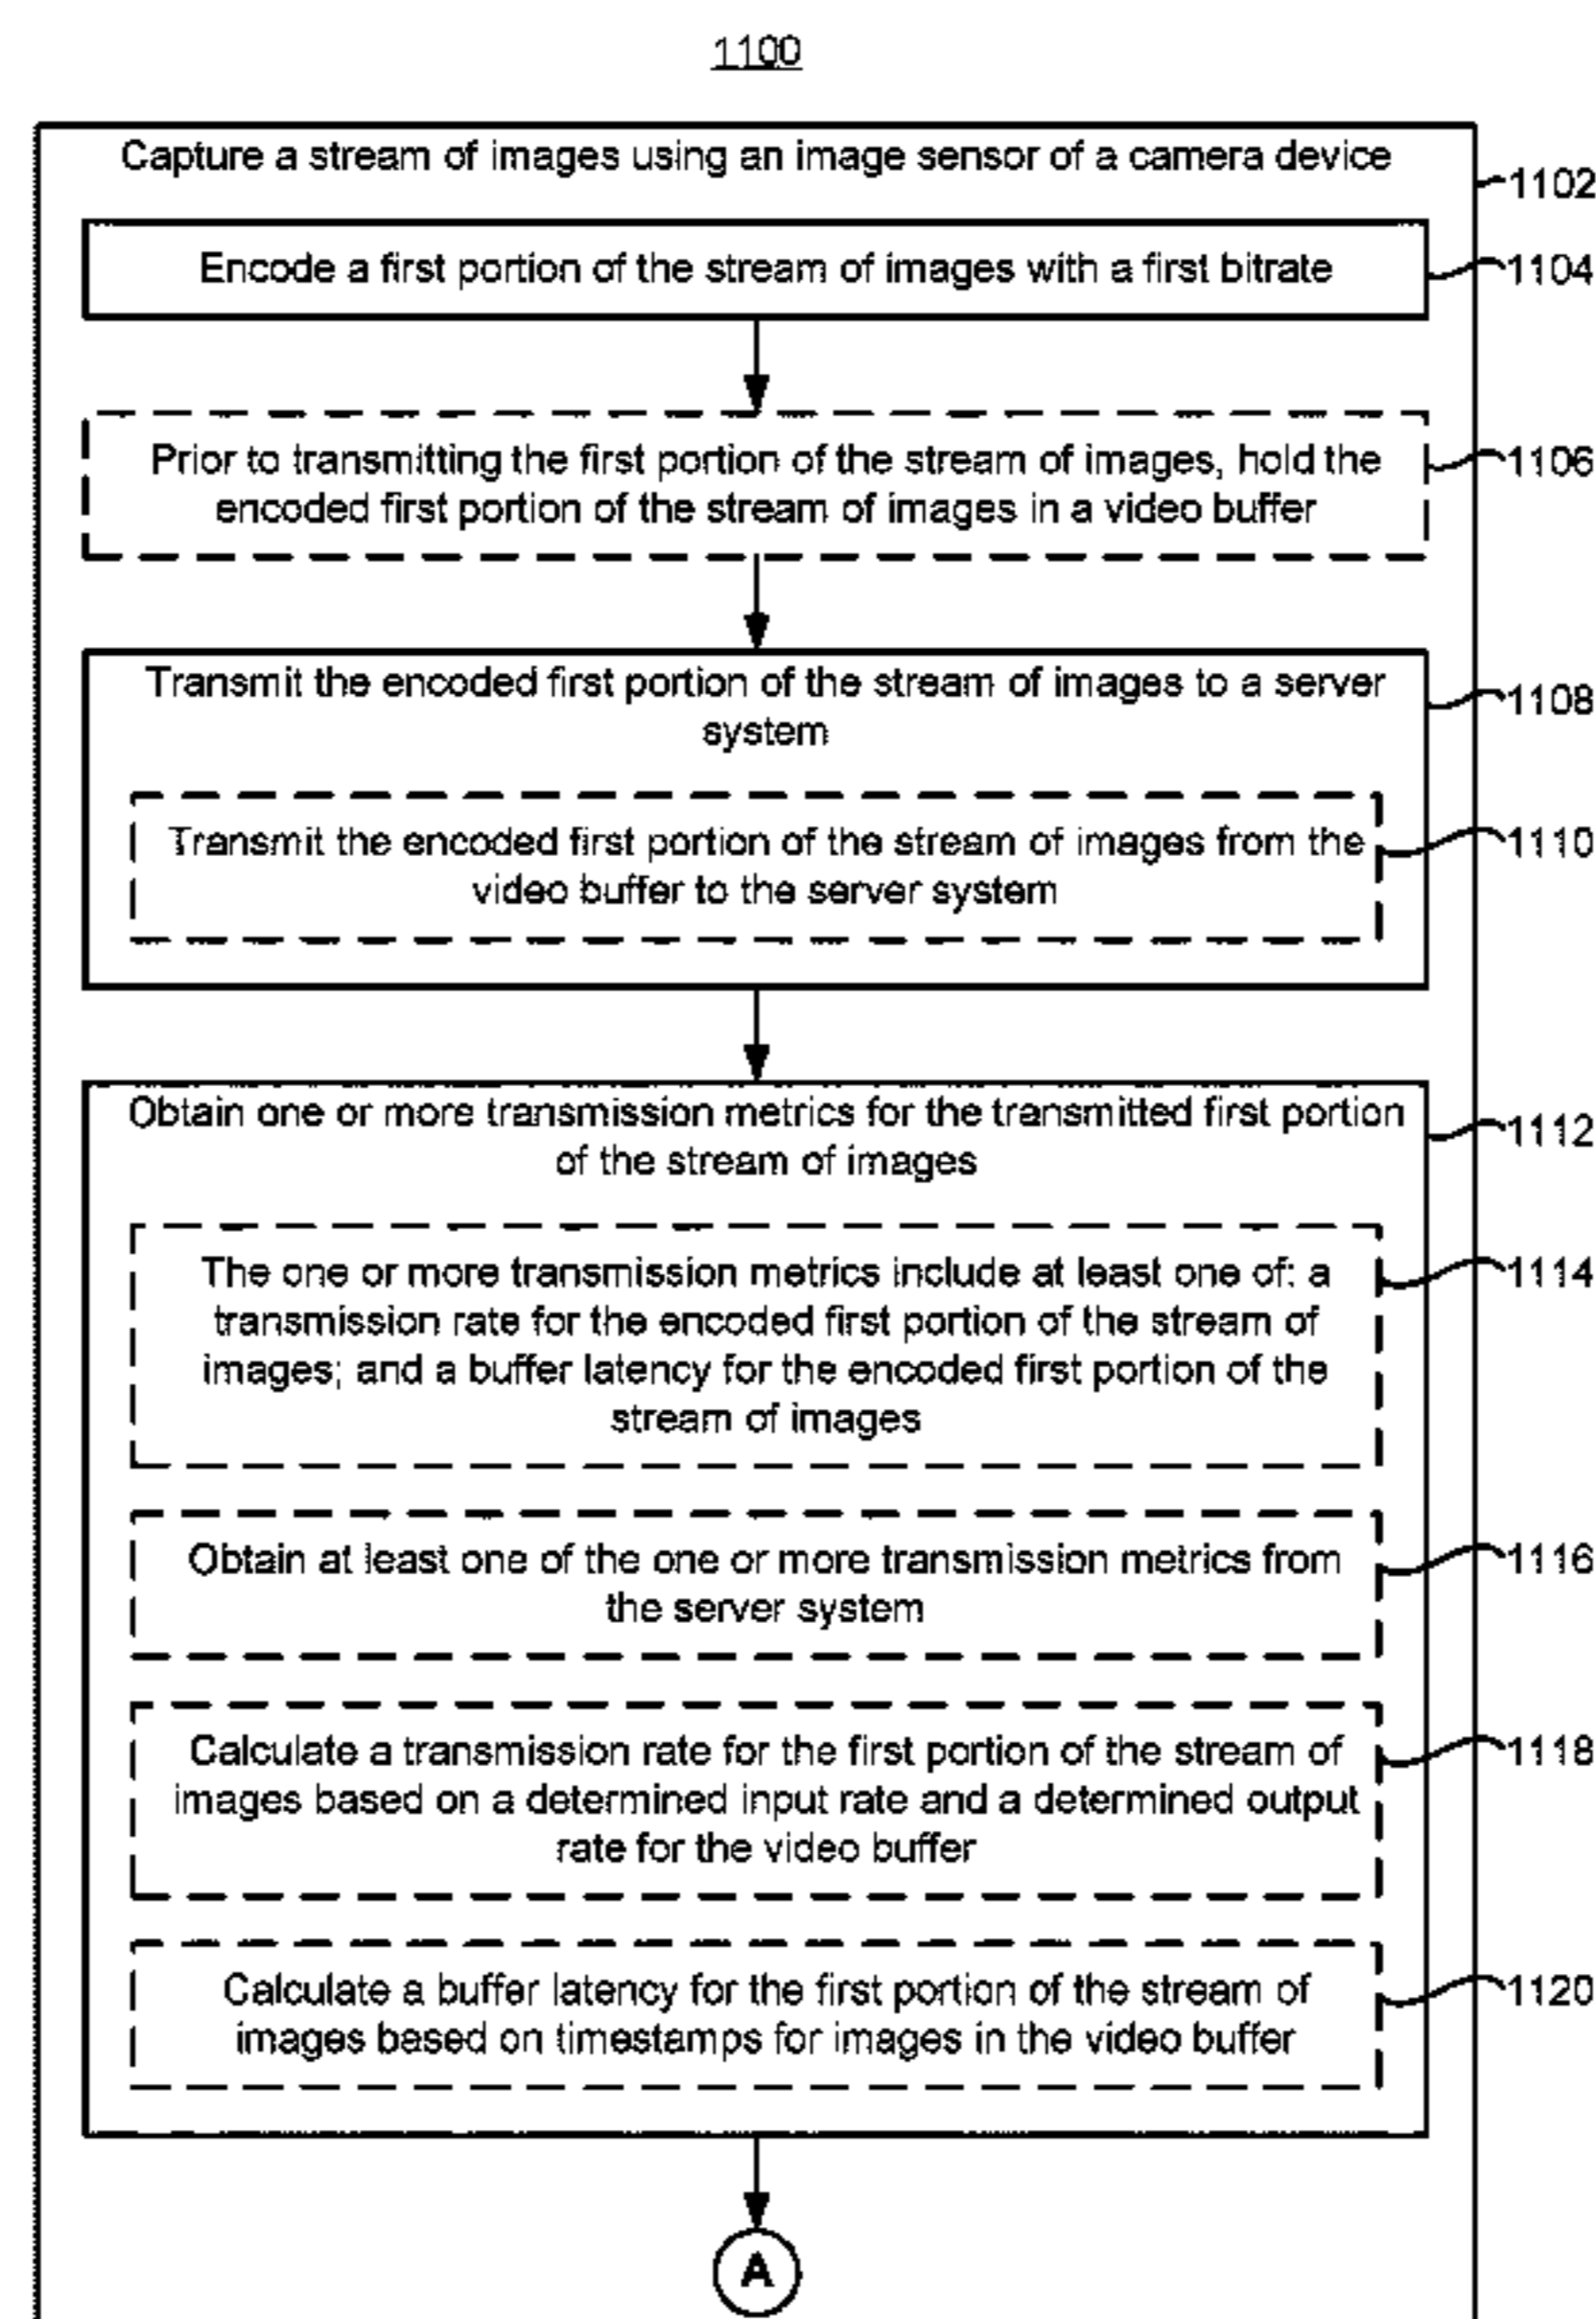 1100
Capture a stream of images using an image sensor of a camera device
1102
Encode a first portion of the stream of images with a first bitrate
1104
Prior to transmitting the first portion of the stream of images, hold the
encoded first portion of the stream of images in a video buffer
1106
Transmit the encoded first portion of the stream of images to a server
system
1108
Transmit the encoded first portion of the stream of images from the
video buffer to the server system
1110
Obtain one or more transmission metrics for the transmitted first portion
of the stream of images
1112
The one or more transmission metrics include at least one of: a
transmission rate for the encoded first portion of the stream of
images; and a buffer latency for the encoded first portion of the
stream of images
1114
Obtain at least one of the one or more transmission metrics from
the server system
1116
Calculate a transmission rate for the first portion of the stream of
images based on a determined input rate and a determined output
rate for the video buffer
1118
Calculate a buffer latency for the first portion of the stream of
images based on timestamps for images in the video buffer
1120
A